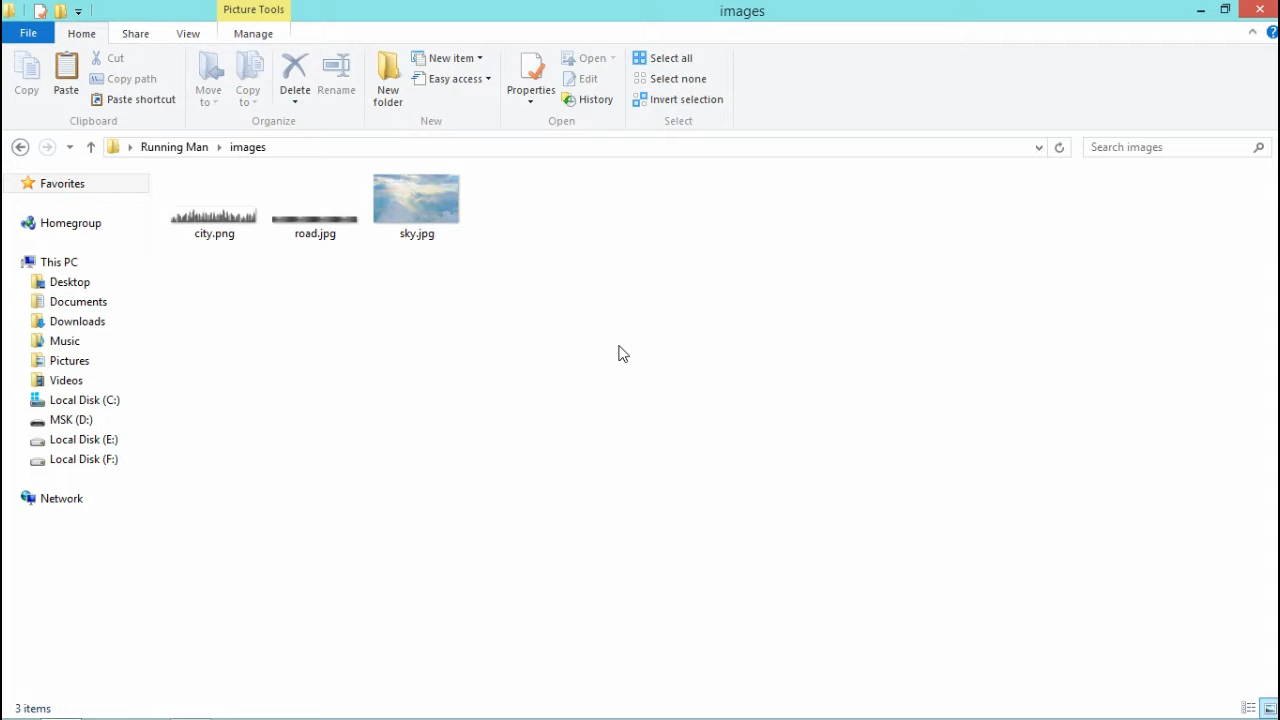 Picture Tools
images
File
Home
Share
View
Manage
Copy
Paste
Cut
Copy path
Paste shortcut
Clipboard
Move to
Copy to
Delete
Rename
Organize
New folder
New item
Easy access
New
Properties
Open
Edit
History
Open
Select all
Select none
Invert selection
Select
Running Man
images
Search images
Favorites
Homegroup
This PC
Desktop
Documents
Downloads
Music
Pictures
Videos
Local Disk (C:)
MSK (D:)
Local Disk (E:)
Local Disk (F:)
Network
city.png
road.jpg
sky.jpg
3 items